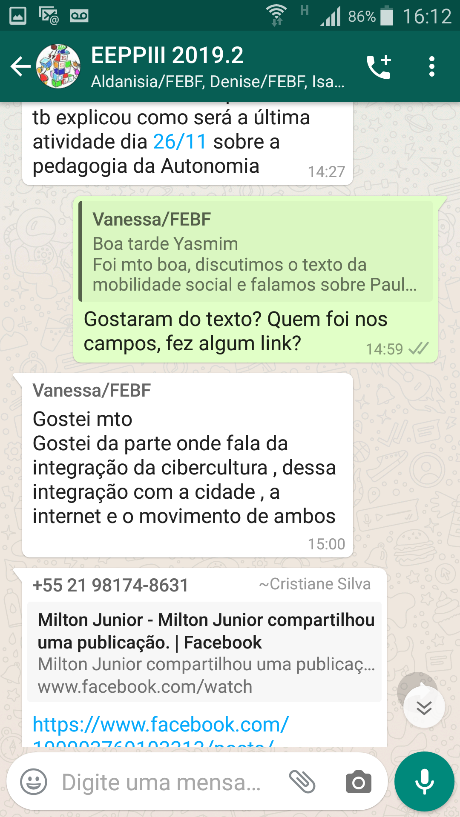 H
86%
16:12
EEPPIII 2019.2
Aldanisia/FEBF, Denise/FEBF, Isa...
tb explicou como será a última
atividade dia 26/11 sobre a
pedagogia da Autonomia
14:27
Vanessa/FEBF
Boa tarde Yasmim
Foi mto boa, discutimos o texto da
mobilidade social e falamos sobre Paul...
Gostaram do texto? Quem foi nos
campos, fez algum link?
14:59
Vanessa/FEBF
Gostei mto
Gostei da parte onde fala da
integração da cibercultura , dessa
integração com a cidade , a
internet e o movimento de ambos
15:00
+55 21 98174-8631 ~Cristiane Silva
Milton Junior - Milton Junior compartilhou
uma publicação. | Facebook
Milton Junior compartilhou uma publicaç...
www.facebook.com/watch
https://www.facebook.com/
Digite uma mensa...